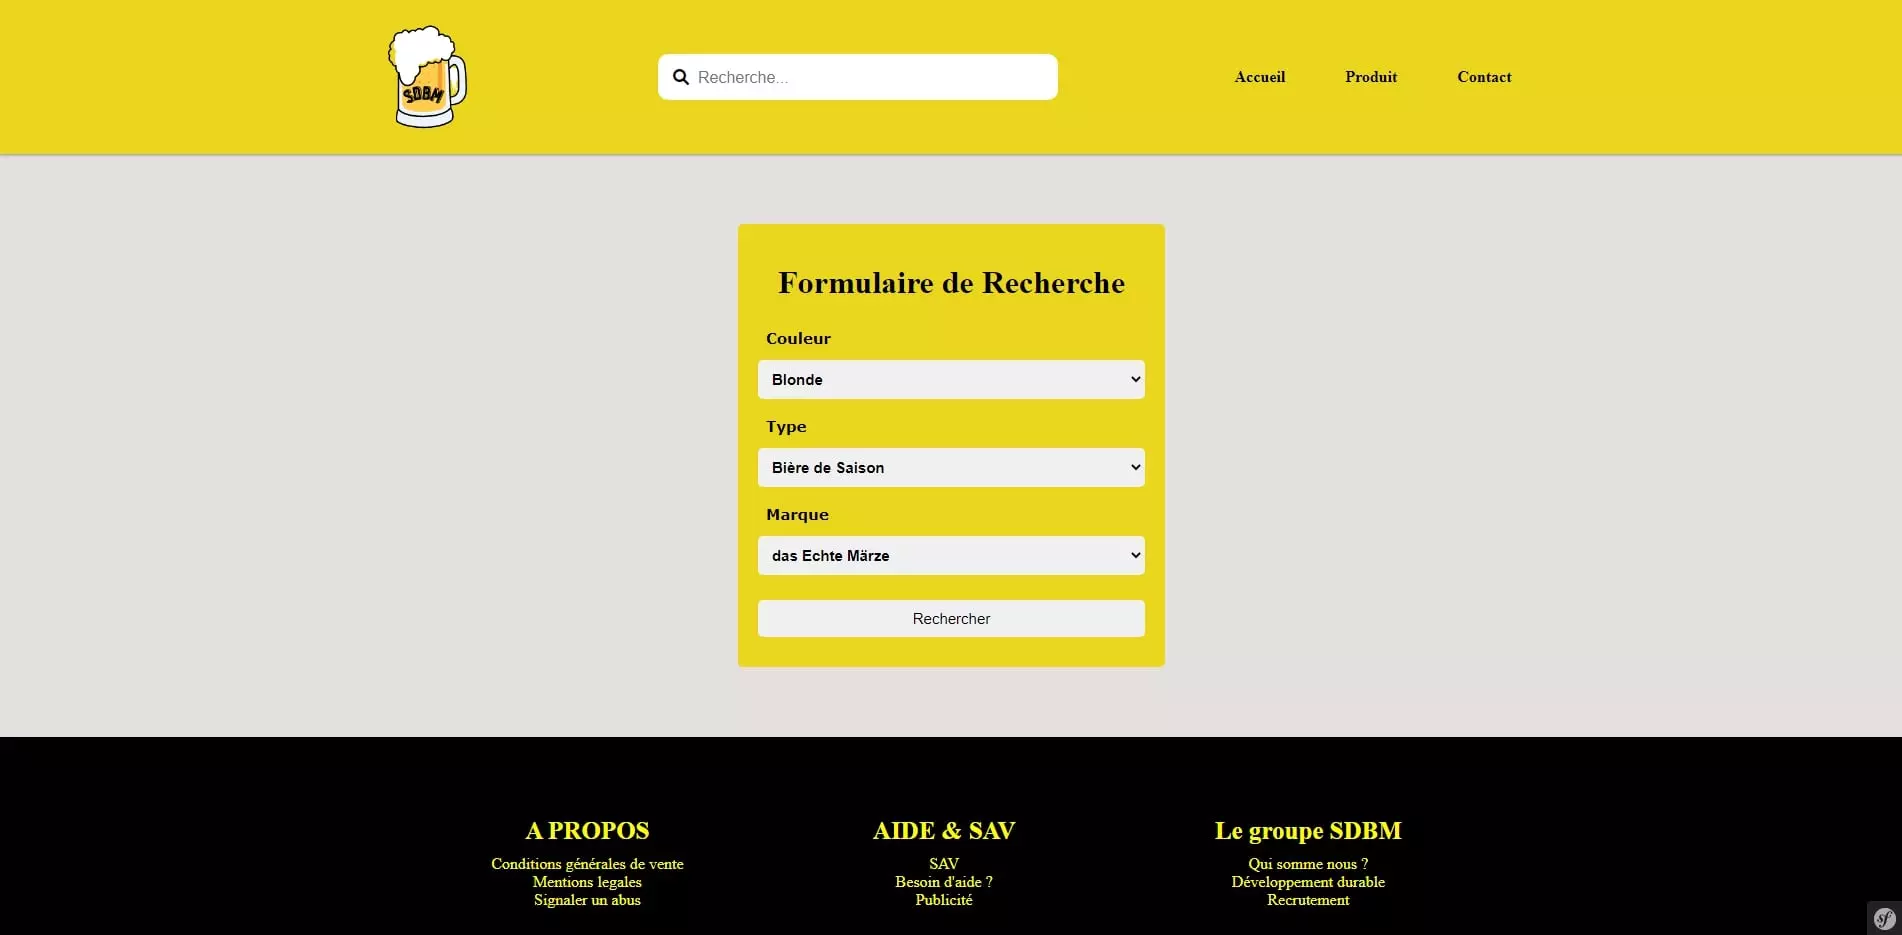 SDBM
Recherche...
Accueil
Produit
Contact
Formulaire de Recherche
Couleur
Blonde
Type
Bière de Saison
Marque
das Echte Märze
Rechercher
A PROPOS
Conditions générales de vente
Mentions legales
Signaler un abus
AIDE & SAV
SAV
Besoin d'aide ?
Publicité
Le groupe SDBM
Qui somme nous ?
Développement durable
Recrutement
sf